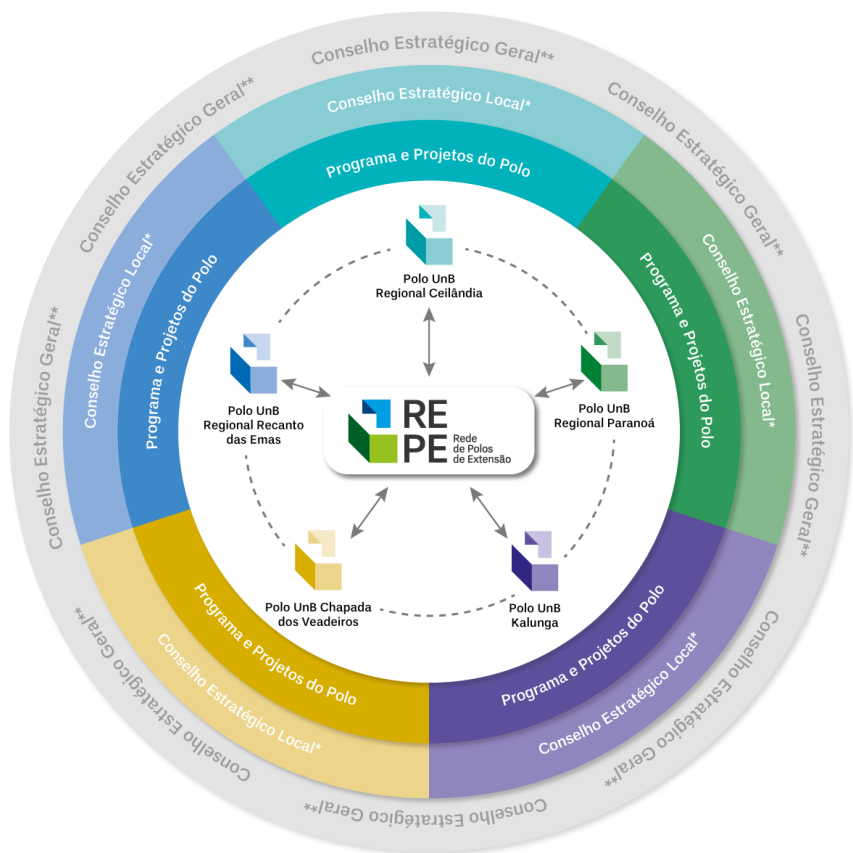 Conselho Estratégico Geral**
Conselho Estratégico Geral**
Conselho Estratégico Geral**
Conselho Estratégico Geral**
Conselho Estratégico Geral**
Conselho Estratégico Geral**
Conselho Estratégico Geral**
Conselho Estratégico Geral**
Conselho Estratégico Local*
Programa e Projetos do Polo
Conselho Estratégico Local*
Programa e Projetos do Polo
Conselho Estratégico Local*
Programa e Projetos do Polo
Conselho Estratégico Local*
Programa e Projetos do Polo
Conselho Estratégico Local*
Programa e Projetos do Polo
Polo UnB
Regional Ceilândia
Polo UnB
Regional Recanto
das Emas
Polo UnB
Regional Paranoá
RE
PE
Rede
de Polos
de Extensão
Polo UnB Chapada
dos Veadeiros
Polo UnB
Kalunga